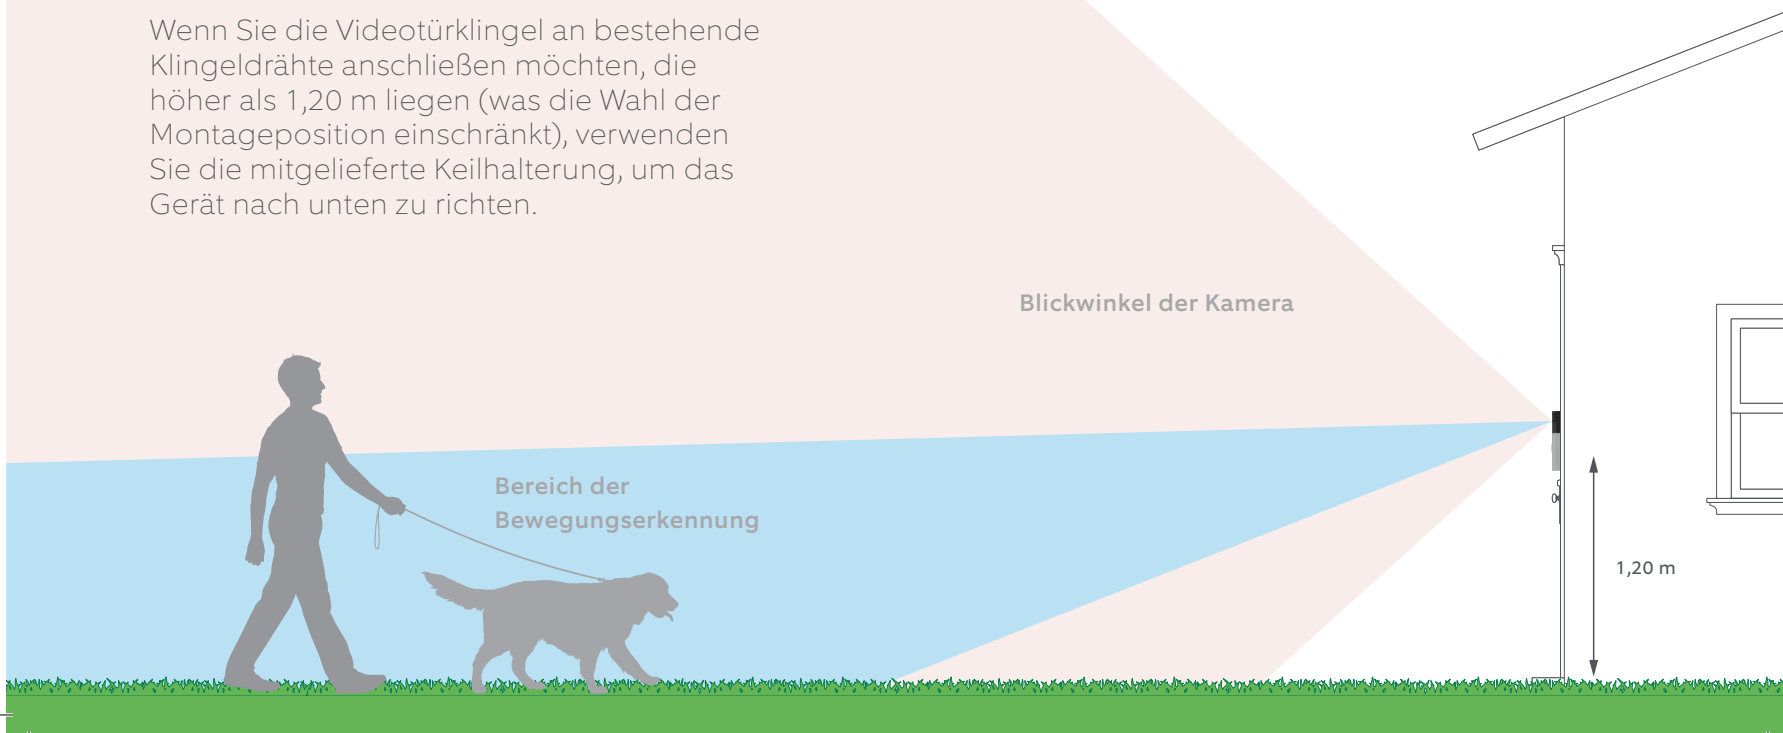 Wenn Sie die Videotürklingel an bestehende
Klingeldrähte anschließen möchten, die
höher als 1,20 m liegen (was die Wahl der
Montageposition einschränkt), verwenden
Sie die mitgelieferte Keilhalterung, um das
Gerät nach unten zu richten.
Blickwinkel der Kamera
Bereich der
Bewegungserkennung
1,20 m